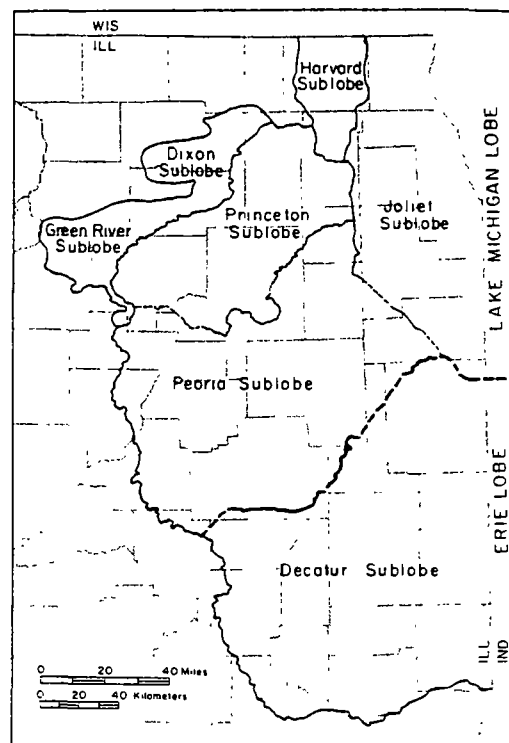 WIS
ILL
Harvard
Sublobe
Dixon
Sublobe
Green River
Sublobe
Princeton
Sublobe
Joliet
Sublobe
LAKE MICHIGAN LOBE
Peoria Sublobe
ERIE LOBE
Decatur Sublobe
ILL
IND
0 20 40 Miles
0 20 40 Kilometers